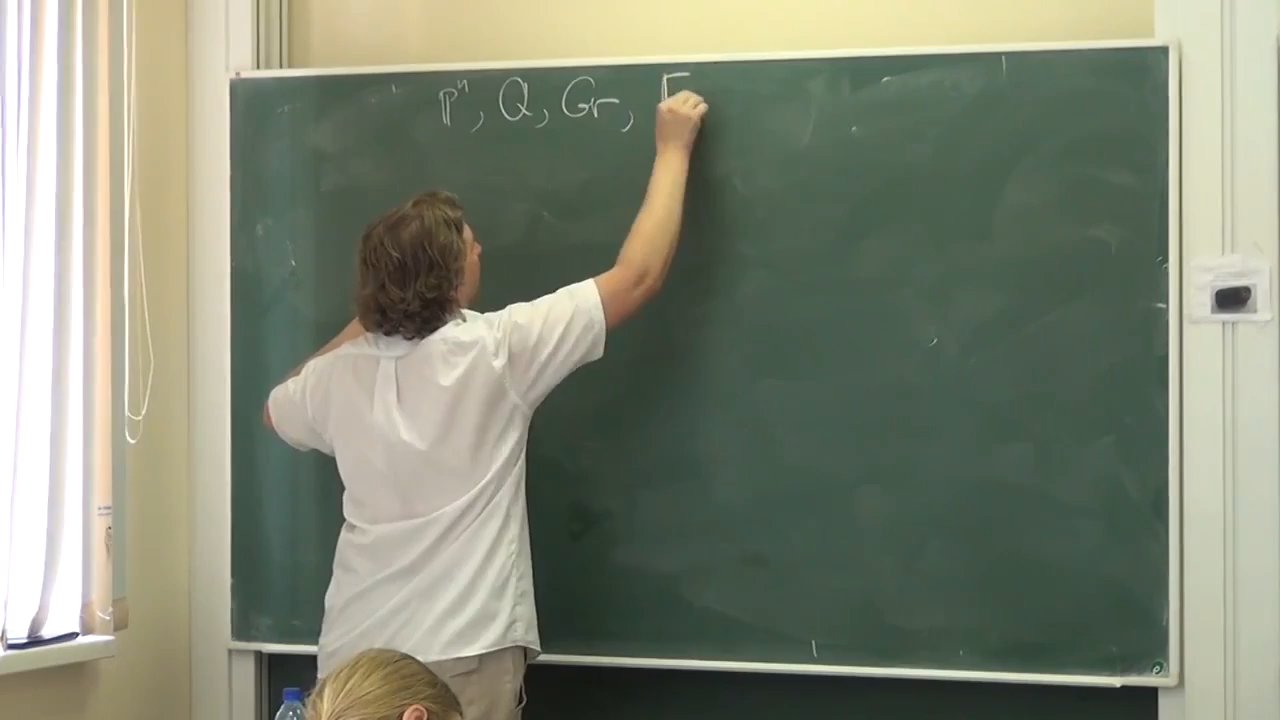 ℙⁿ, Q, Gr, F